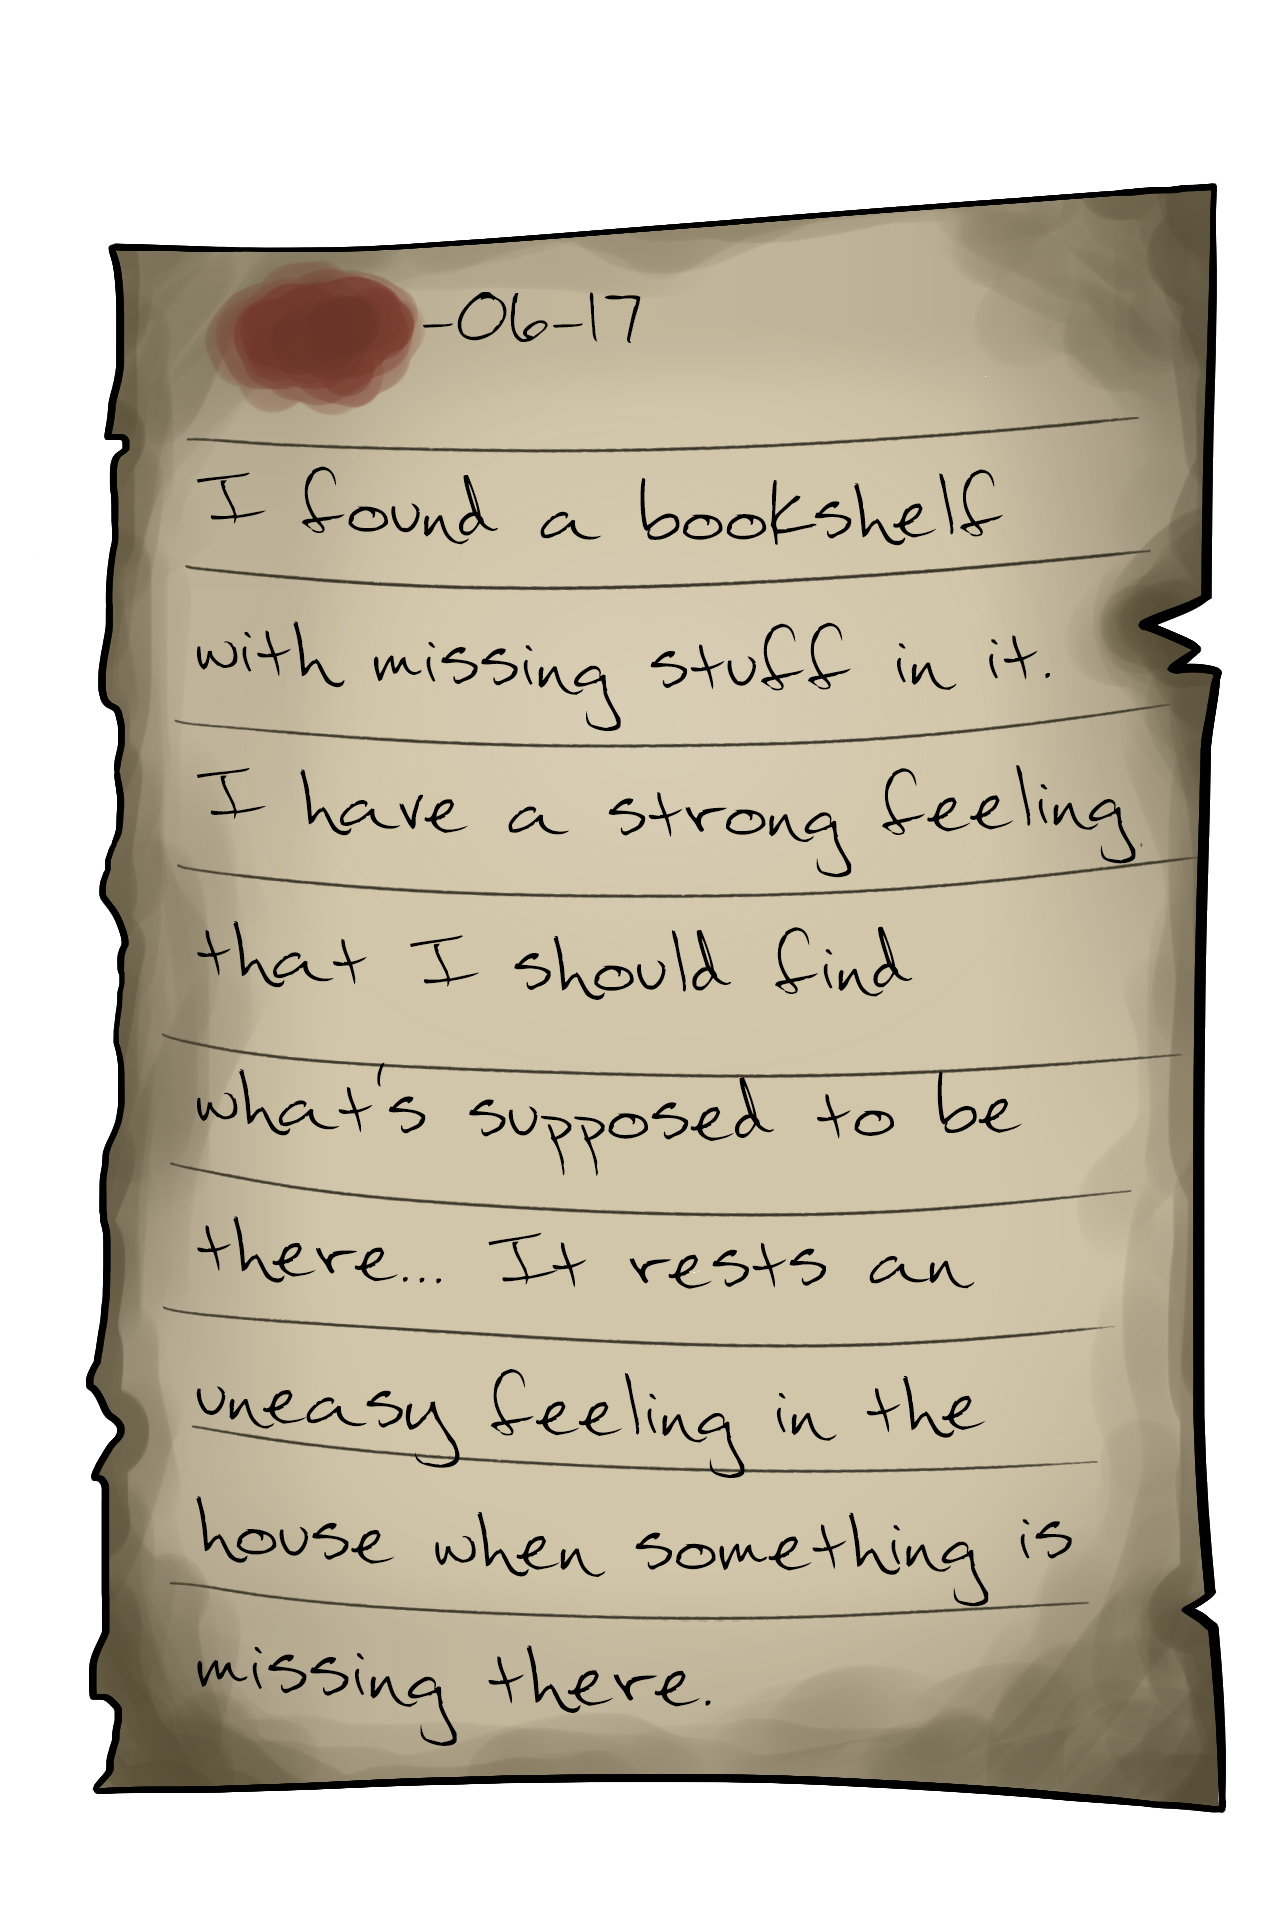 -06-17
I found a bookshelf
with missing stuff in it.
I have a strong feeling
that I should find
what's supposed to be
there... It rests an
uneasy feeling in the
house when something is
missing there.